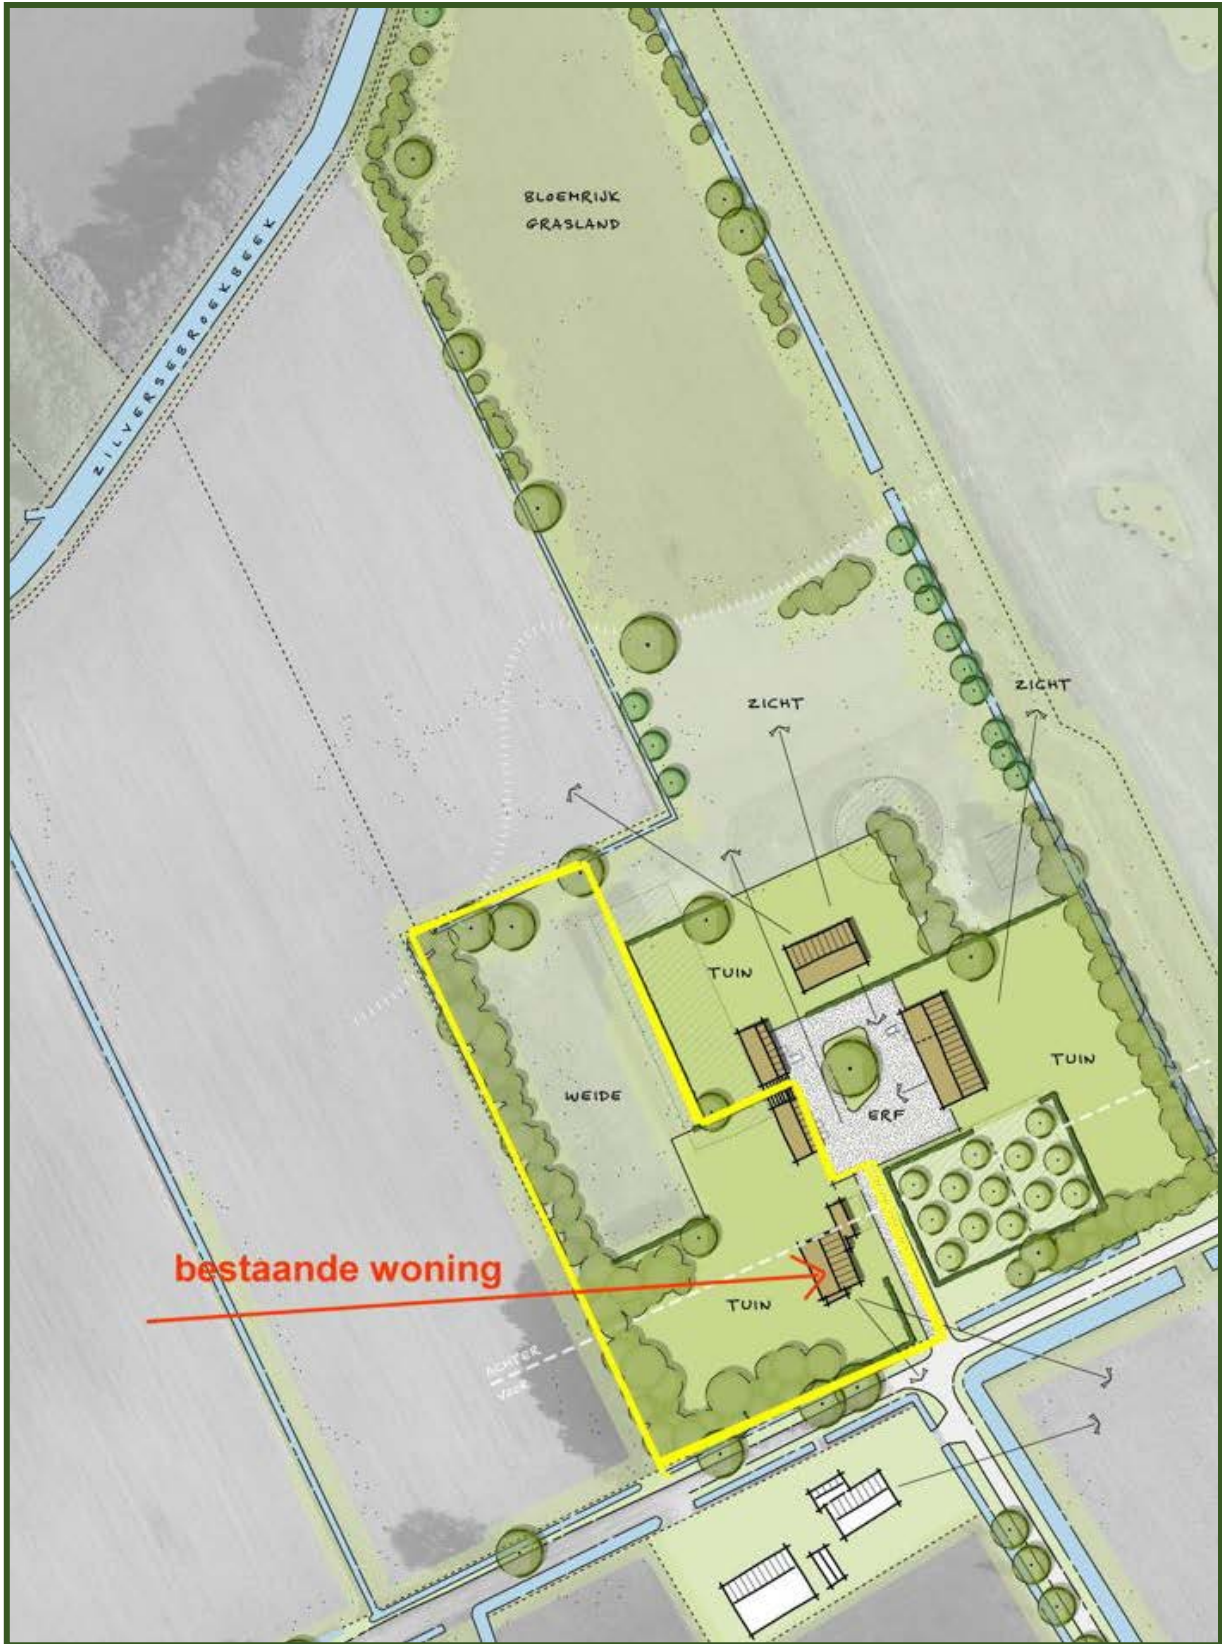 BLOEMRIJK
GRASLAND
ZILVERSEBROEKBEEK
ZICHT
ZICHT
TUIN
TUIN
WEIDE
ERF
bestaande woning
TUIN
ACHTER
VOOR